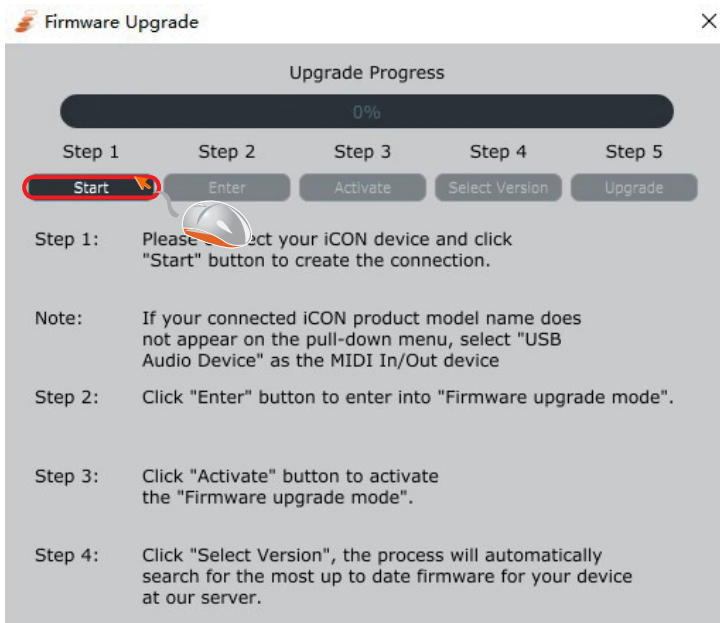 Firmware Upgrade
Upgrade Progress
0%
Step 1 Step 2 Step 3 Step 4 Step 5
Start Enter Activate Select Version Upgrade
Step 1: Please connect your iCON device and click
"Start" button to create the connection.
Note: If your connected iCON product model name does
not appear on the pull-down menu, select "USB
Audio Device" as the MIDI In/Out device
Step 2: Click "Enter" button to enter into "Firmware upgrade mode".
Step 3: Click "Activate" button to activate
the "Firmware upgrade mode".
Step 4: Click "Select Version", the process will automatically
search for the most up to date firmware for your device
at our server.